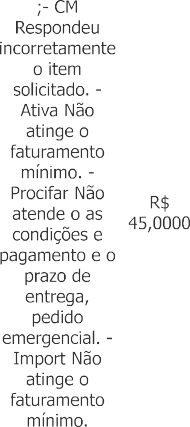 ;- CM
Respondeu
incorretamente
o item
solicitado. -
Ativa Não
atinge o
faturamento
mínimo. -
Procifar Não
atende o as
condições e
pagamento e o
prazo de
entrega,
pedido
emergencial. -
Import Não
atinge o
faturamento
mínimo.
R$
45,0000